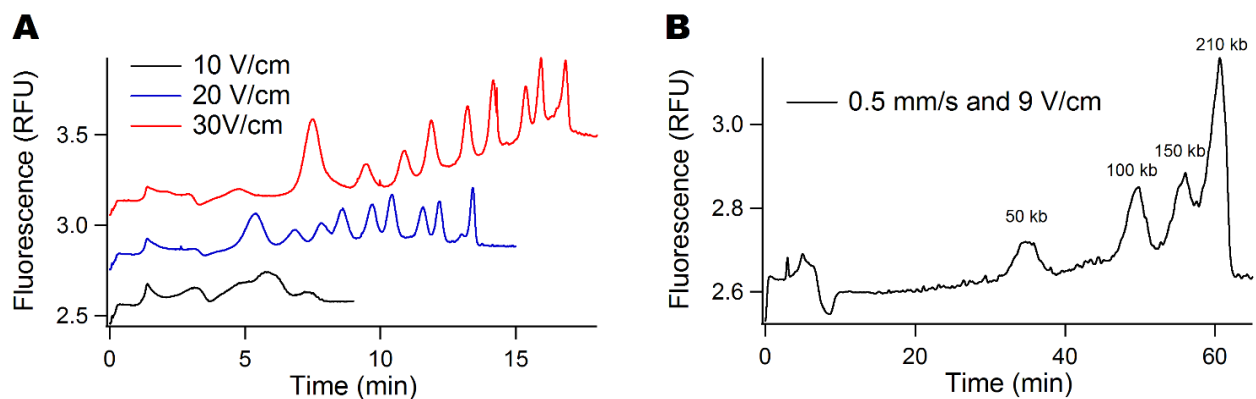 A
10 V/cm
20 V/cm
30V/cm
Fluorescence (RFU)
3.5
3.0
2.5
0
5
10
15
Time (min)
B
0.5 mm/s and 9 V/cm
50 kb
100 kb
150 kb
210 kb
Fluorescence (RFU)
3.0
2.8
2.6
0
20
40
60
Time (min)